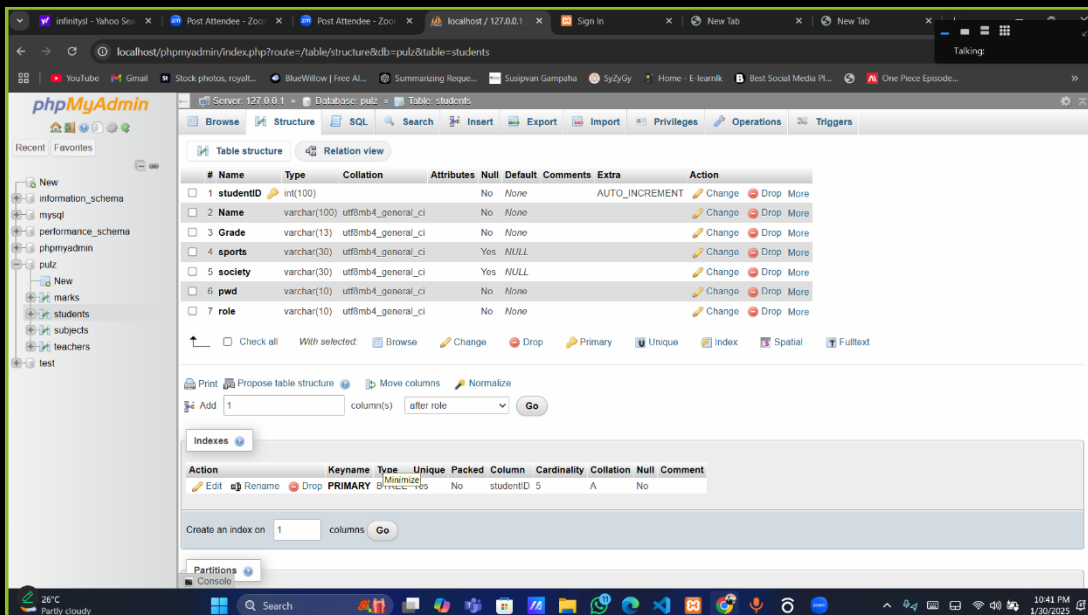 infinitysl - Yahoo Sea
Post Attendee - Zoo
Post Attendee - Zoo
localhost / 127.0.0.1
Sign In
New Tab
New Tab
localhost/phpmyadmin/index.php?route=/table/structure&db=pulz&table=students
Talking:
YouTube Gmail Stock photos, royalt... BlueWillow | Free AI... Summarizing Reque... Susipvan Gampaha SyZyGy Home - E-learnik Best Social Media Pl... One Piece Episode... »
phpMyAdmin
Recent Favorites
New
information_schema
mysql
performance_schema
phpmyadmin
pulz
New
marks
students
subjects
teachers
test
Server: 127.0.0.1 » Database: pulz » Table: students
Browse Structure SQL Search Insert Export Import Privileges Operations Triggers
Table structure Relation view
# Name Type Collation Attributes Null Default Comments Extra Action
1 studentID int(100) No None AUTO_INCREMENT Change Drop More
2 Name varchar(100) utf8mb4_general_ci No None Change Drop More
3 Grade varchar(13) utf8mb4_general_ci No None Change Drop More
4 sports varchar(30) utf8mb4_general_ci Yes NULL Change Drop More
5 society varchar(30) utf8mb4_general_ci Yes NULL Change Drop More
6 pwd varchar(10) utf8mb4_general_ci No None Change Drop More
7 role varchar(10) utf8mb4_general_ci No None Change Drop More
Check all With selected: Browse Change Drop Primary Unique Index Spatial Fulltext
Print Propose table structure Move columns Normalize
Add 1 column(s) after role Go
Indexes
Action Keyname Type Unique Packed Column Cardinality Collation Null Comment
Minimize
Edit Rename Drop PRIMARY BTREE Yes No studentID 5 A No
Create an index on 1 columns Go
Partitions
Console
26°C
Partly cloudy
Search
10:41 PM
1/30/2025